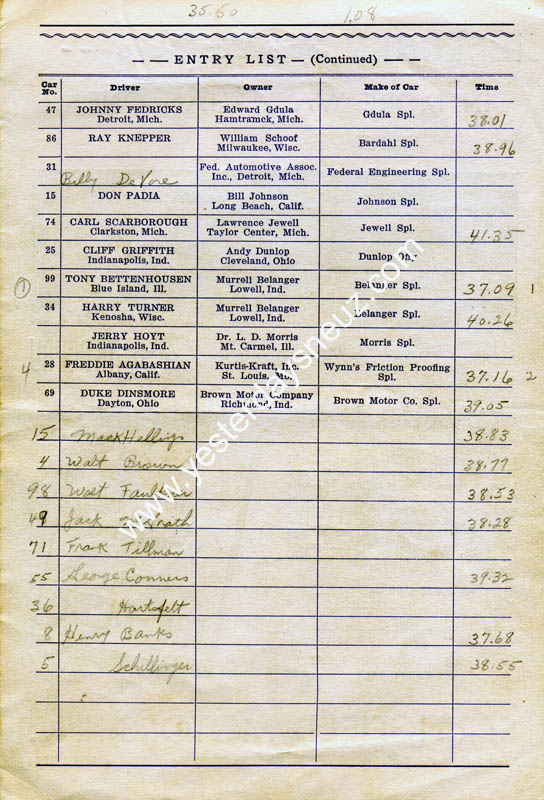 35.60 1.08
ENTRY LIST — (Continued)
Car No. Driver Owner Make of Car Time
47 JOHNNY FEDRICKS Edward Gdula Gdula Spl. 38.01
Detroit, Mich. Hamtramck, Mich.
86 RAY KNEPPER William Schoof Bardahl Spl. 38.96
Milwaukee, Wisc.
31 Billy De Vore Fed. Automotive Assoc. Federal Engineering Spl.
Inc., Detroit, Mich.
15 DON PADIA Bill Johnson Johnson Spl.
Long Beach, Calif.
74 CARL SCARBOROUGH Lawrence Jewell Jewell Spl. 41.35
Clarkston, Mich. Taylor Center, Mich.
25 CLIFF GRIFFITH Andy Dunlop Dunlop
Indianapolis, Ind. Cleveland, Ohio
1 99 TONY BETTENHOUSEN Murrell Belanger Belanger Spl. 37.09 1
Blue Island, Ill. Lowell, Ind.
34 HARRY TURNER Murrell Belanger Belanger Spl. 40.26
Kenosha, Wisc. Lowell, Ind.
JERRY HOYT Dr. L. D. Morris Morris Spl.
Indianapolis, Ind. Mt. Carmel, Ill.
4 28 FREDDIE AGABASHIAN Kurtis-Kraft, Inc. Wynn's Friction Proofing Spl. 37.16 2
Albany, Calif. St. Louis, Mo.
69 DUKE DINSMORE Brown Motor Company Brown Motor Co. Spl. 39.05
Dayton, Ohio Richmond, Ind.
15 Mack Hellings 38.83
4 Walt Brown 38.77
98 Walt Faulkner 38.53
49 Jack McGrath 38.28
71 Frank Tillman
55 George Conners 39.32
36 Hartsfelt
8 Henry Banks 37.68
5 Schillinger 38.55
www.yesterdaysneuz.com